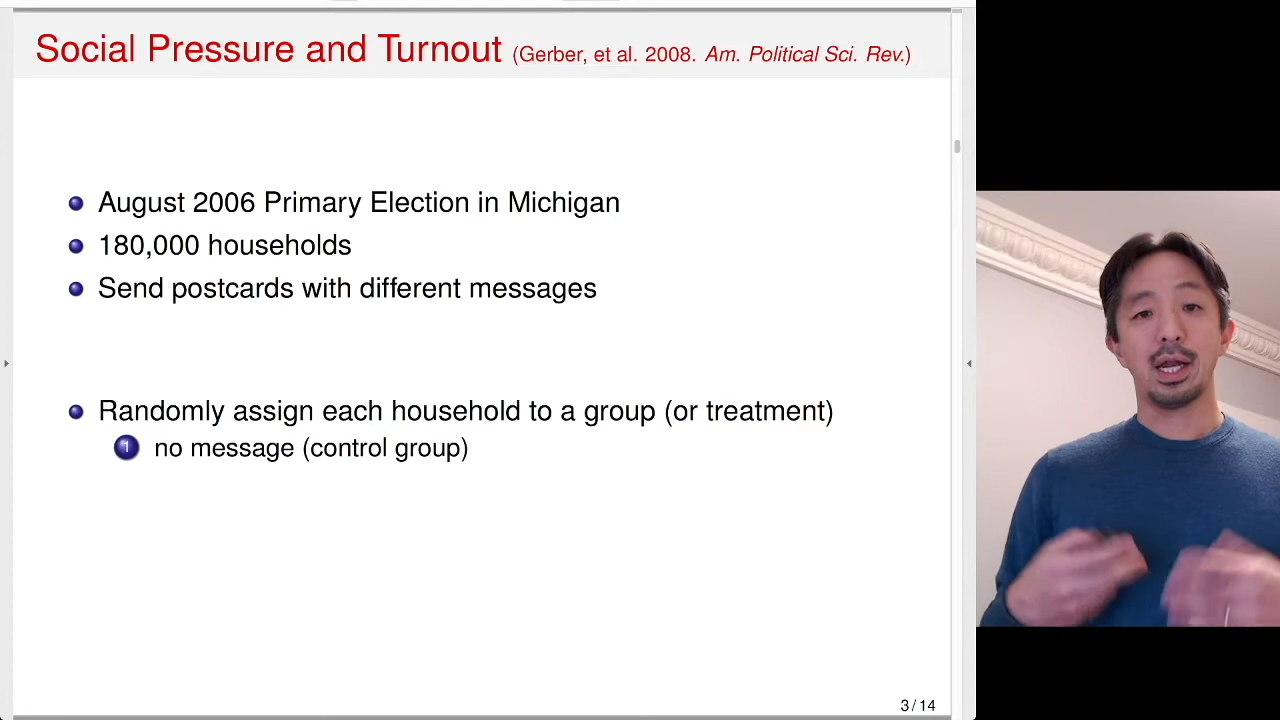 Social Pressure and Turnout (Gerber, et al. 2008. Am. Political Sci. Rev.)
August 2006 Primary Election in Michigan
180,000 households
Send postcards with different messages
Randomly assign each household to a group (or treatment)
1 no message (control group)
3 / 14